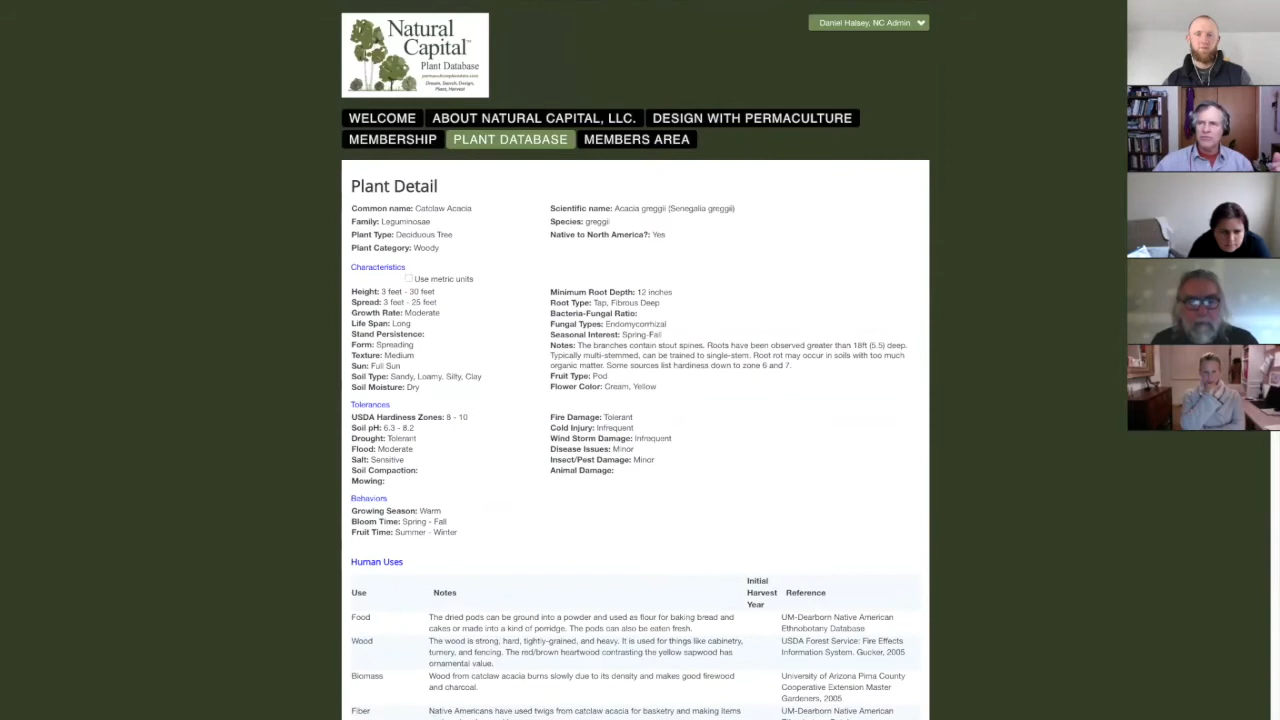 Natural
Capital™
Plant Database
permacultureplantdata.com
Dream, Search, Design,
Plant, Harvest
Daniel Halsey, NC Admin
WELCOME ABOUT NATURAL CAPITAL, LLC. DESIGN WITH PERMACULTURE
MEMBERSHIP PLANT DATABASE MEMBERS AREA
Plant Detail
Common name: Catclaw Acacia Scientific name: Acacia greggii (Senegalia greggii)
Family: Leguminosae Species: greggii
Plant Type: Deciduous Tree Native to North America?: Yes
Plant Category: Woody
Characteristics
Use metric units
Height: 3 feet - 30 feet
Spread: 3 feet - 25 feet
Growth Rate: Moderate
Life Span: Long
Stand Persistence:
Form: Spreading
Texture: Medium
Sun: Full Sun
Soil Type: Sandy, Loamy, Silty, Clay
Soil Moisture: Dry
Minimum Root Depth: 12 inches
Root Type: Tap, Fibrous Deep
Bacteria-Fungal Ratio:
Fungal Types: Endomycorrhizal
Seasonal Interest: Spring-Fall
Notes: The branches contain stout spines. Roots have been observed greater than 18ft (5.5) deep.
Typically multi-stemmed, can be trained to single-stem. Root rot may occur in soils with too much
organic matter. Some sources list hardiness down to zone 6 and 7.
Fruit Type: Pod
Flower Color: Cream, Yellow
Tolerances
USDA Hardiness Zones: 8 - 10
Soil pH: 6.3 - 8.2
Drought: Tolerant
Flood: Moderate
Salt: Sensitive
Soil Compaction:
Mowing:
Fire Damage: Tolerant
Cold Injury: Infrequent
Wind Storm Damage: Infrequent
Disease Issues: Minor
Insect/Pest Damage: Minor
Animal Damage:
Behaviors
Growing Season: Warm
Bloom Time: Spring - Fall
Fruit Time: Summer - Winter
Human Uses
Use Notes Initial Harvest Year Reference
Food
The dried pods can be ground into a powder and used as flour for baking bread and
cakes or made into a kind of porridge. The pods can also be eaten fresh.
UM-Dearborn Native American
Ethnobotany Database
Wood
The wood is strong, hard, tightly-grained, and heavy. It is used for things like cabinetry,
turnery, and fencing. The red/brown heartwood contrasting the yellow sapwood has
ornamental value.
USDA Forest Service: Fire Effects
Information System. Gucker, 2005
Biomass
Wood from catclaw acacia burns slowly due to its density and makes good firewood
and charcoal.
University of Arizona Pima County
Cooperative Extension Master
Gardeners, 2005
Fiber
Native Americans have used twigs from catclaw acacia for basketry and making items
UM-Dearborn Native American